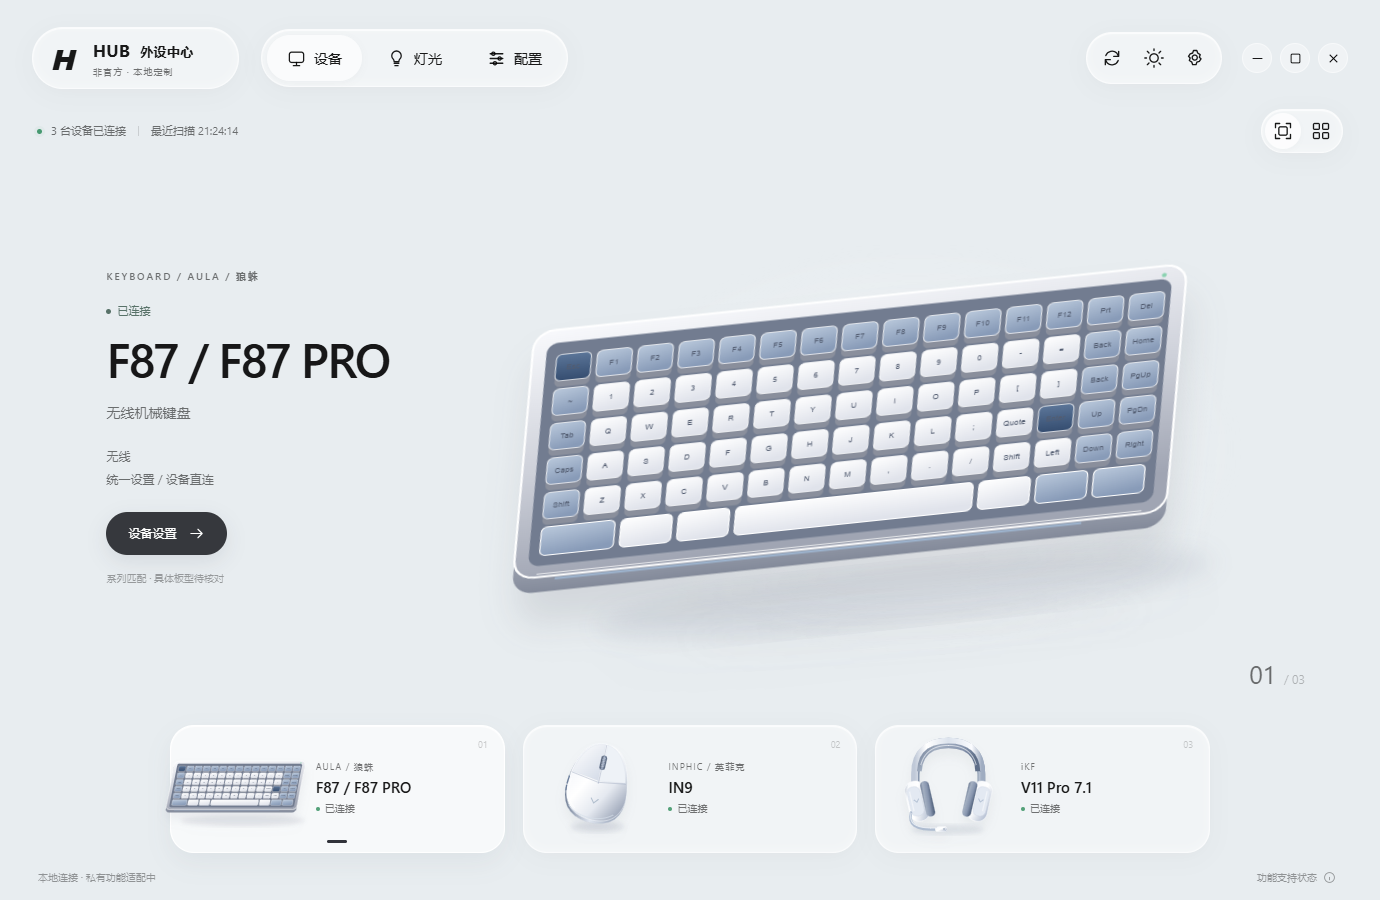 HUB 外设中心
非官方 · 本地定制
设备
灯光
配置
3 台设备已连接
最近扫描 21:24:14
KEYBOARD / AULA / 狼蛛
已连接
F87 / F87 PRO
无线机械键盘
无线
统一设置 / 设备直连
设备设置
系列匹配 · 具体板型待核对
F1 F2 F3 F4 F5 F6 F7 F8 F9 F10 F11 F12 Prt Del
~ 1 2 3 4 5 6 7 8 9 0 - = Back Home
Tab Q W E R T Y U I O P [ ] Back PgUp
Caps A S D F G H J K L ; Quote Up PgDn
Shift Z X C V B N M , . / Shift Left Down Right
01 / 03
01
AULA / 狼蛛
F87 / F87 PRO
已连接
02
INPHIC / 英菲克
IN9
已连接
03
iKF
V11 Pro 7.1
已连接
本地连接 · 私有功能适配中
功能支持状态